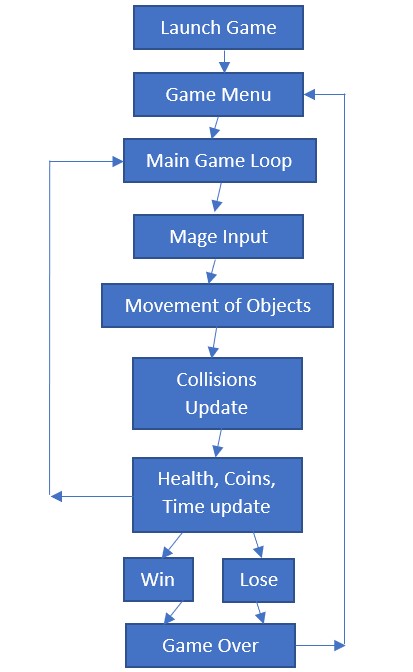 Launch Game
Game Menu
Main Game Loop
Mage Input
Movement of Objects
Collisions
Update
Health, Coins,
Time update
Win
Lose
Game Over